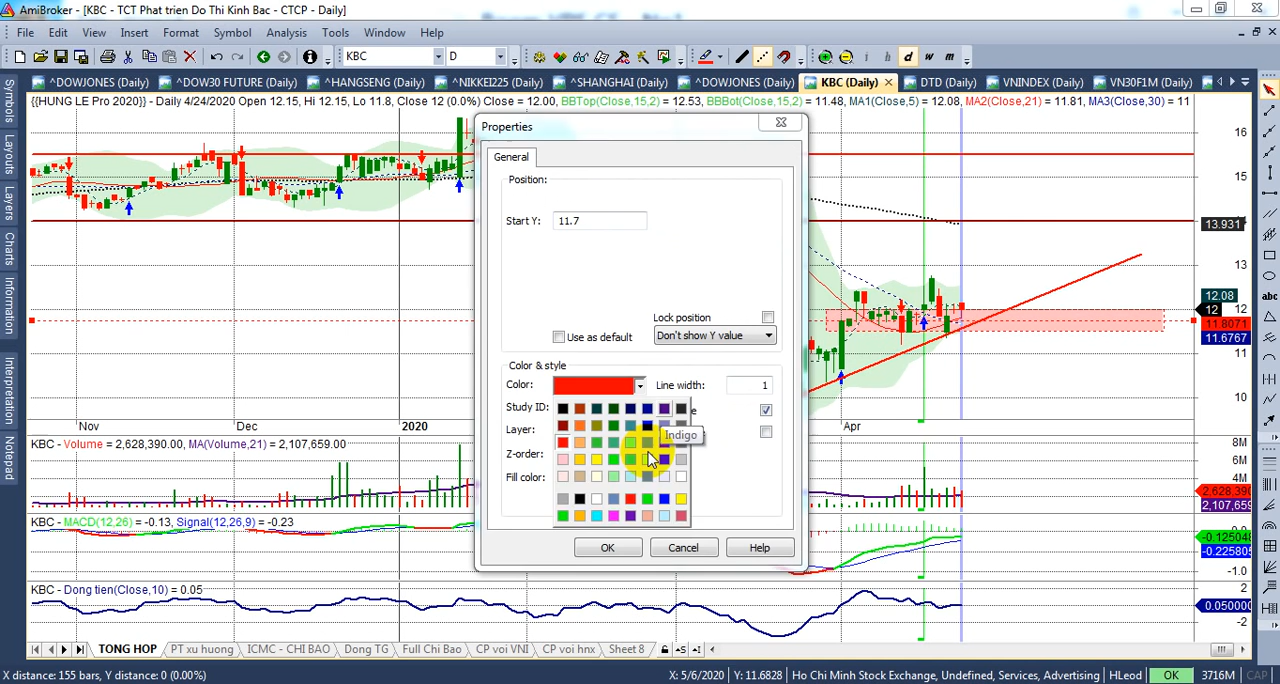 AmiBroker - [KBC - TCT Phat trien Do Thi Kinh Bac - CTCP - Daily]
File Edit View Insert Format Symbol Analysis Tools Window Help
KBC D i h d w m
^DOWJONES (Daily) ^DOW30 FUTURE (Daily) ^HANGSENG (Daily) ^NIKKEI225 (Daily) ^SHANGHAI (Daily) ^DOWJONES (Daily) KBC (Daily) DTD (Daily) VNINDEX (Daily) VN30F1M (Daily)
{{HUNG LE Pro 2020}} - Daily 4/24/2020 Open 12.15, Hi 12.15, Lo 11.8, Close 12 (0.0%) Close = 12.00, BBTop(Close,15,2) = 12.53, BBBot(Close,15,2) = 11.48, MA1(Close,5) = 12.08, MA2(Close,21) = 11.81, MA3(Close,30) = 11
Symbols
Layouts
Layers
Charts
Information
Interpretation
Notepad
abc
Properties
General
Position:
Start Y: 11.7
Lock position
Use as default Don't show Y value
Color & style
Color: Line width: 1
Study ID:
Layer:
Indigo
Z-order:
Fill color:
OK Cancel Help
16
15
13.931
13
12.08
12
12
11.8071
11.6767
11
10
Nov Dec 2020 Apr
KBC - Volume = 2,628,390.00, MA(Volume,21) = 2,107,659.00
8M
6M
4M
2,628,390
2,107,65
KBC - MACD(12,26) = -0.13, Signal(12,26,9) = -0.23
-0.125048
-0.225805
-1.0
KBC - Dong tien(Close,10) = 0.05
2
0.050000
-2
TONG HOP PT xu huong ICMC - CHI BAO Dong TG Full Chi Bao CP voi VNI CP voi hnx Sheet 8
X distance: 155 bars, Y distance: 0 (0.00%) X: 5/6/2020 Y: 11.6828 Ho Chi Minh Stock Exchange, Undefined, Services, Advertising HLeod OK 3716M CAP